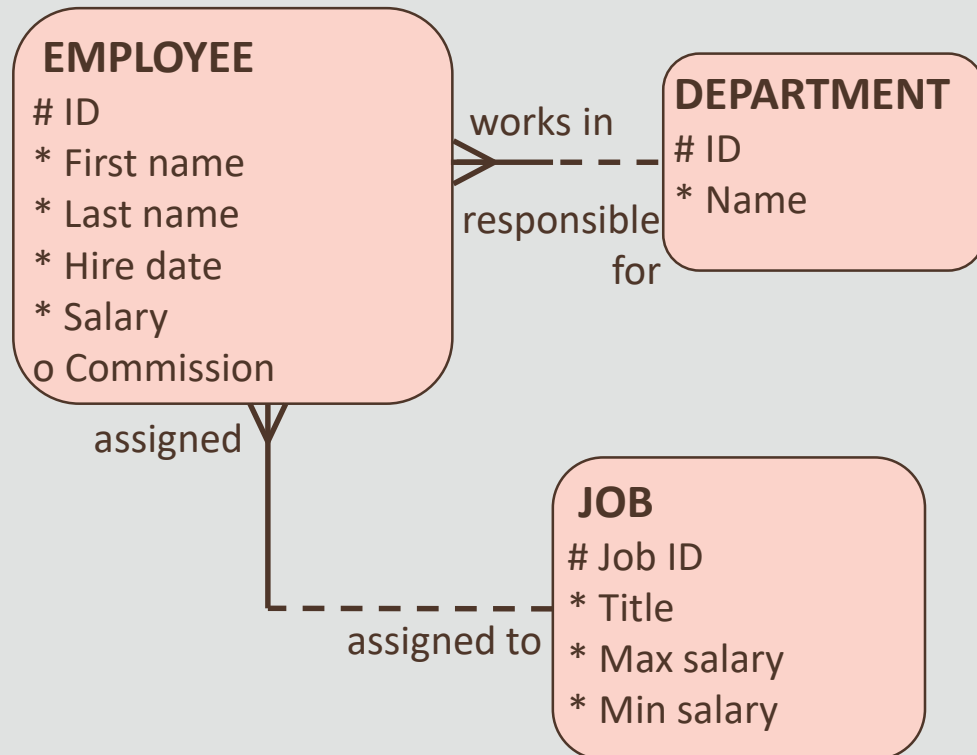 EMPLOYEE
# ID
* First name
* Last name
* Hire date
* Salary
o Commission
works in
responsible
for
DEPARTMENT
# ID
* Name
assigned
assigned to
JOB
# Job ID
* Title
* Max salary
* Min salary